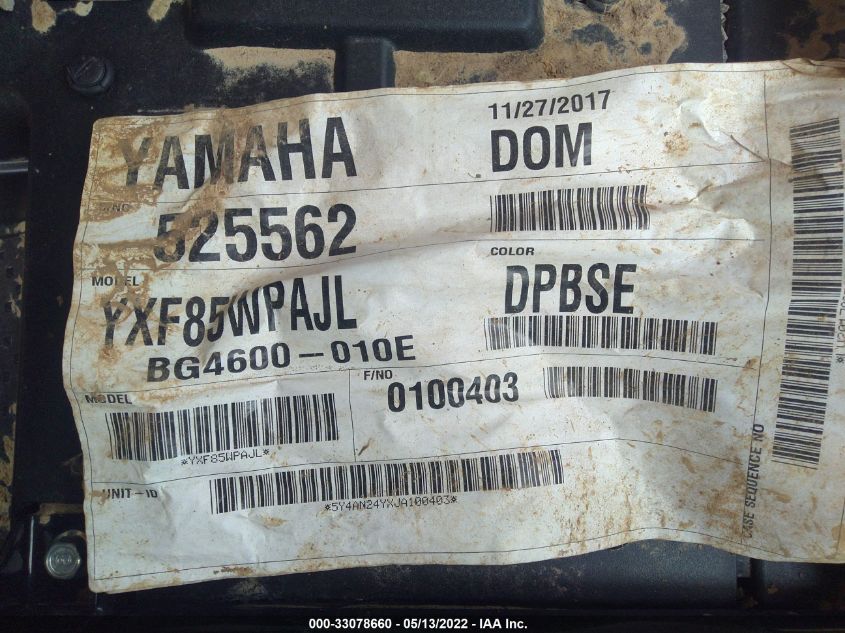 YAMAHA
11/27/2017
DOM
525562
MODEL
YXF85WPAJL
BG4600-010E
COLOR
DPBSE
MODEL
*YXF85WPAJL*
F/NO
0100403
UNIT-ID
*5Y4AN24YXJA100403*
CASE SEQUENCE NO
000-33078660 - 05/13/2022 - IAA Inc.